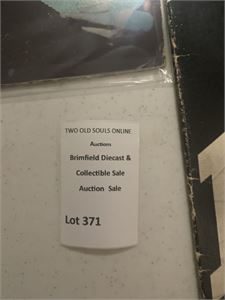 TWO OLD SOULS ONLINE
Auctions
Brimfield Diecast &
Collectible Sale
Auction Sale
Lot 371